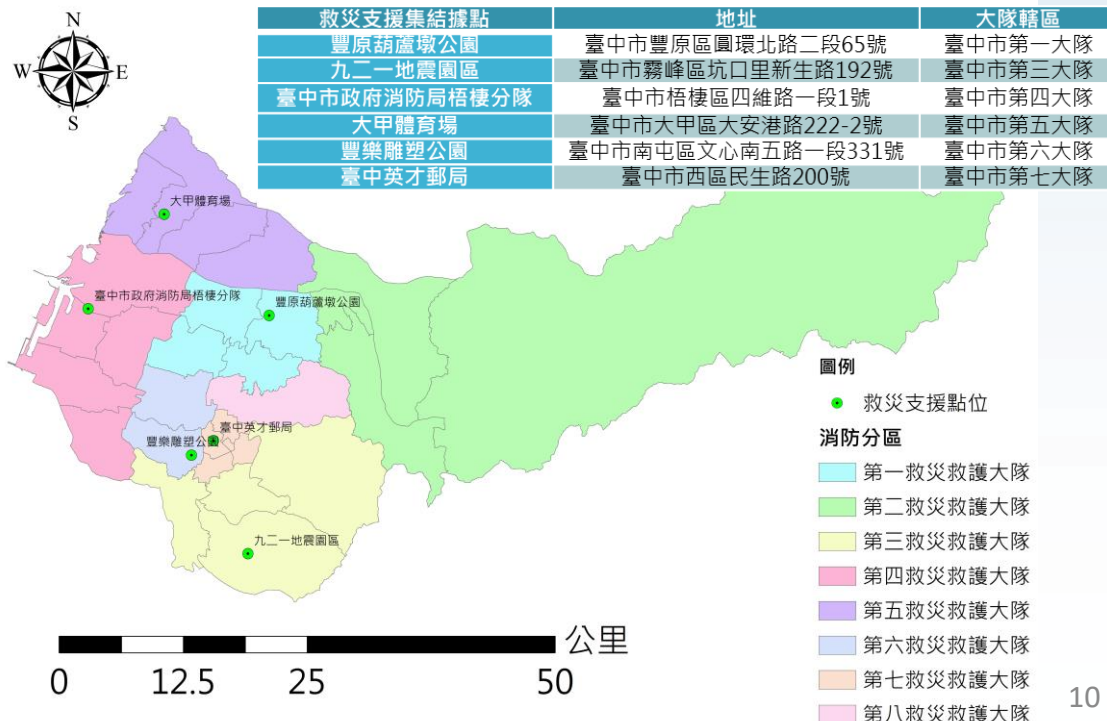 N
W E
S
救災支援集結據點 地址 大隊轄區
豐原葫蘆墩公園 臺中市豐原區圓環北路二段65號 臺中市第一大隊
九二一地震園區 臺中市霧峰區坑口里新生路192號 臺中市第三大隊
臺中市政府消防局梧棲分隊 臺中市梧棲區四維路一段1號 臺中市第四大隊
大甲體育場 臺中市大甲區大安港路222-2號 臺中市第五大隊
豐樂雕塑公園 臺中市南屯區文心南五路一段331號 臺中市第六大隊
臺中英才郵局 臺中市西區民生路200號 臺中市第七大隊
大甲體育場
臺中市政府消防局梧棲分隊
豐原葫蘆墩公園
臺中英才郵局
豐樂雕塑公園
九二一地震園區
圖例
救災支援點位
消防分區
第一救災救護大隊
第二救災救護大隊
第三救災救護大隊
第四救災救護大隊
第五救災救護大隊
第六救災救護大隊
第七救災救護大隊
第八救災救護大隊
公里
0 12.5 25 50
10